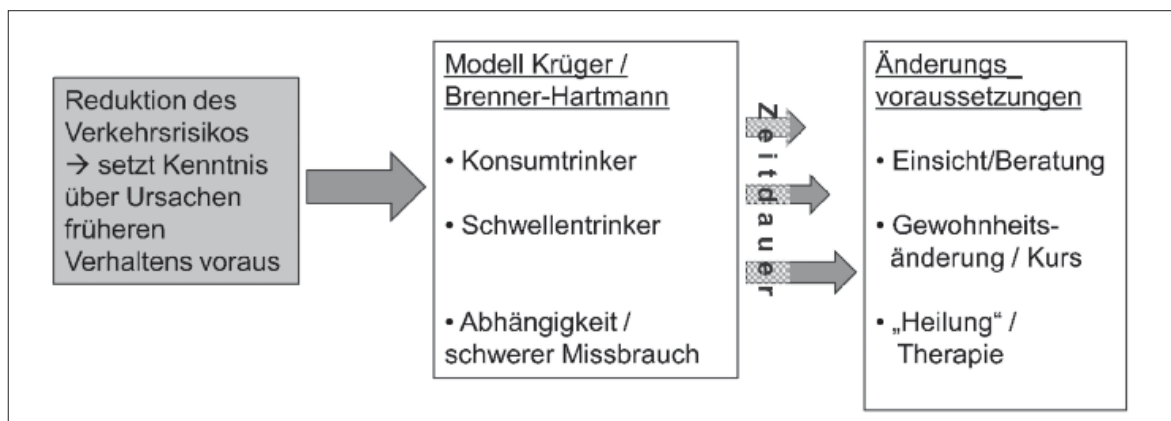 Reduktion des
Verkehrsrisikos
→ setzt Kenntnis
über Ursachen
früheren
Verhaltens voraus
Modell Krüger /
Brenner-Hartmann
• Konsumtrinker
• Schwellentrinker
• Abhängigkeit /
schwerer Missbrauch
Zeitdauer
Änderungs_
voraussetzungen
• Einsicht/Beratung
• Gewohnheits-
änderung / Kurs
• „Heilung“ /
Therapie